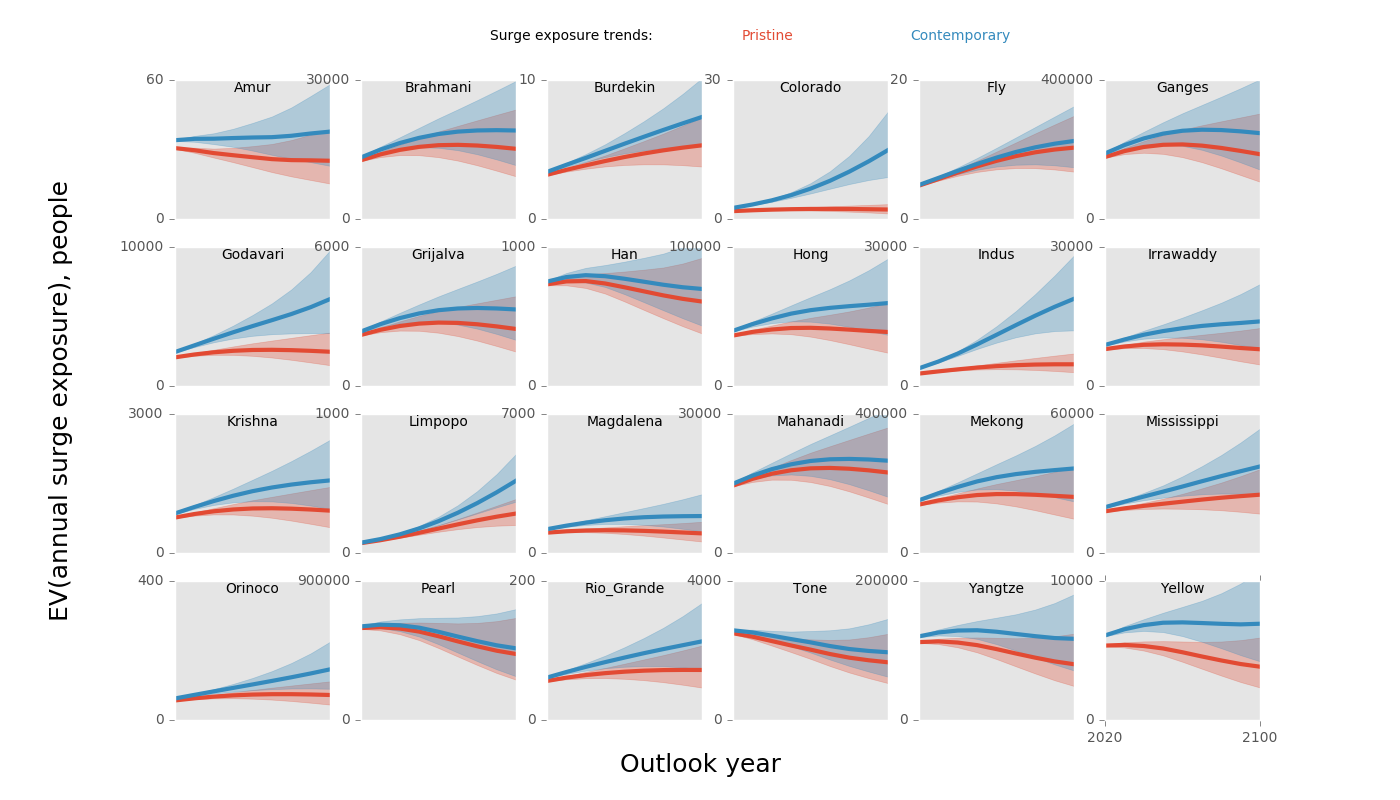 Surge exposure trends: Pristine Contemporary
60 30000 10 30 20 400000
Amur Brahmani Burdekin Colorado Fly Ganges
0 0 0 0 0 0
10000 6000 1000 100000 30000 30000
Godavari Grijalva Han Hong Indus Irrawaddy
0 0 0 0 0 0
3000 1000 7000 30000 400000 60000
Krishna Limpopo Magdalena Mahanadi Mekong Mississippi
0 0 0 0 0 0
400 900000 200 4000 200000 10000
Orinoco Pearl Rio_Grande Tone Yangtze Yellow
0 0 0 0 0 0
2020 2100
EV(annual surge exposure), people
Outlook year